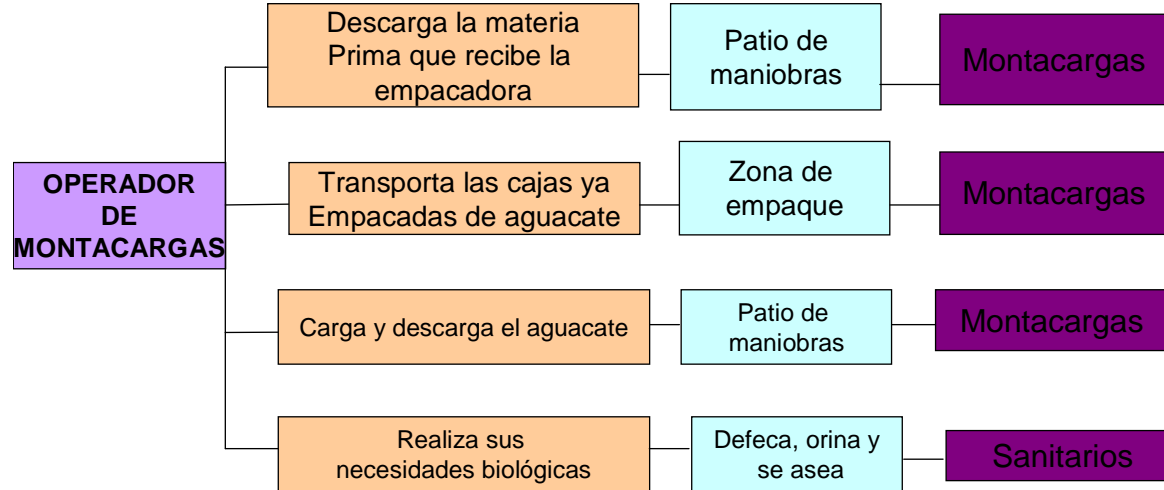 Descarga la materia
Prima que recibe la
empacadora
Patio de
maniobras
Montacargas
OPERADOR
DE
MONTACARGAS
Transporta las cajas ya
Empacadas de aguacate
Zona de
empaque
Montacargas
Carga y descarga el aguacate
Patio de
maniobras
Montacargas
Realiza sus
necesidades biológicas
Defeca, orina y
se asea
Sanitarios